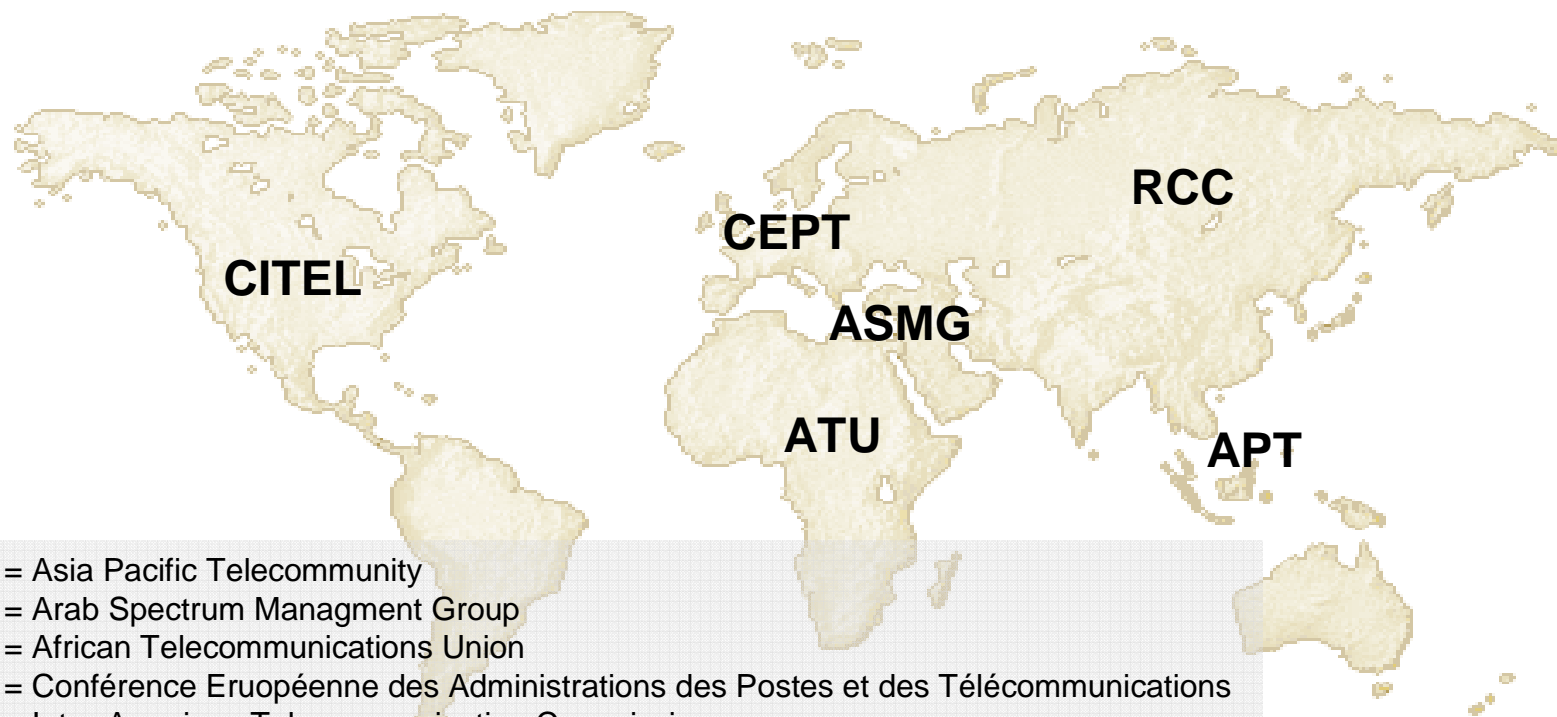 RCC
CEPT
CITEL
ASMG
ATU
APT
= Asia Pacific Telecommunity
= Arab Spectrum Managment Group
= African Telecommunications Union
= Conférence Eruopéenne des Administrations des Postes et des Télécommunications